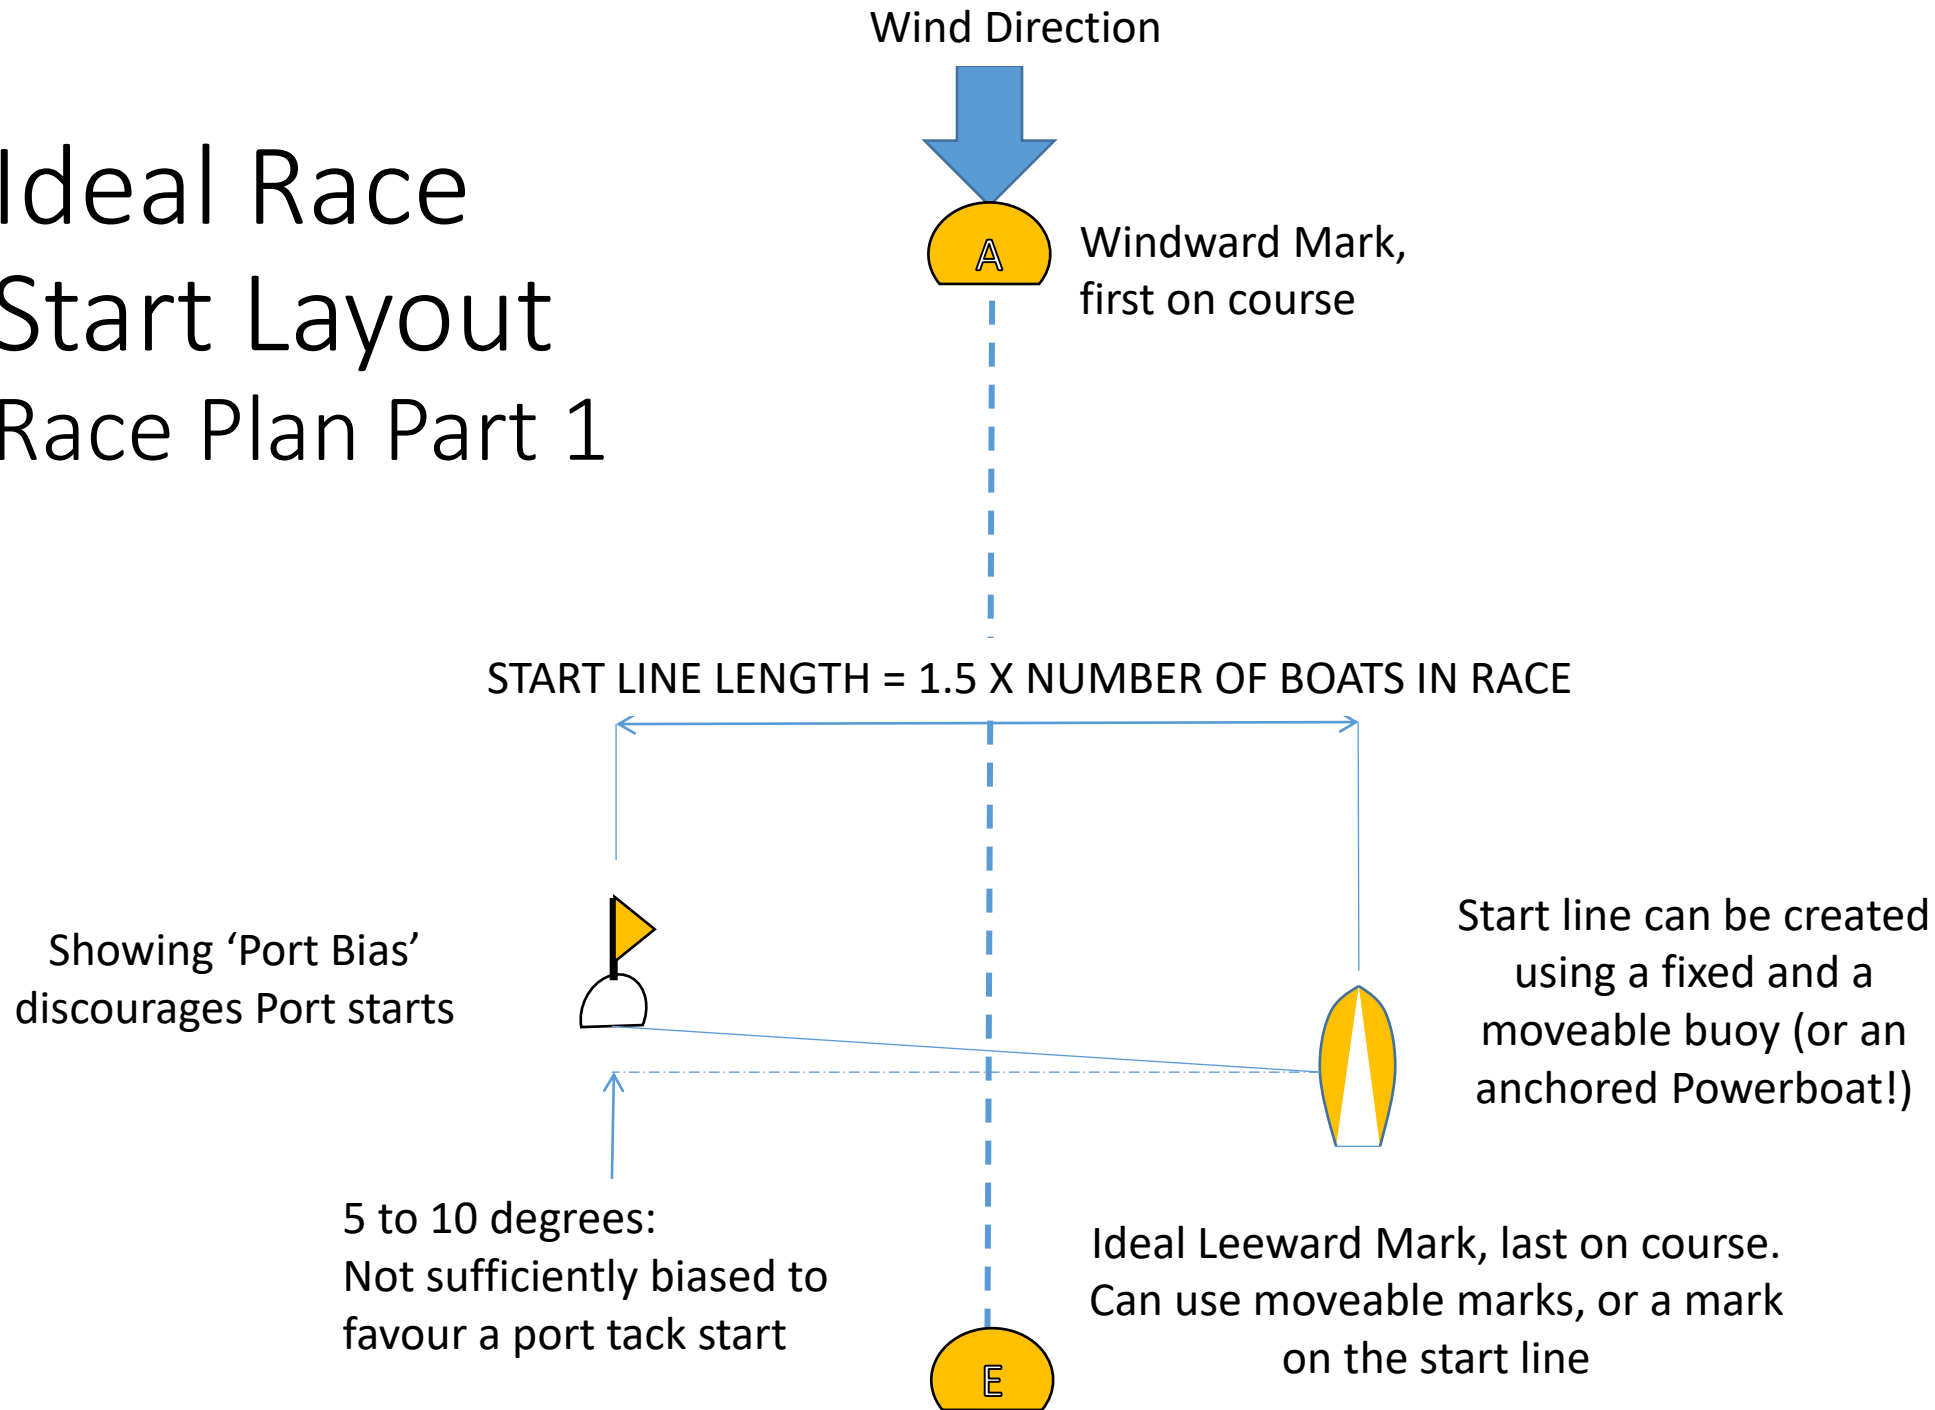 Wind Direction
Ideal Race
Start Layout
Race Plan Part 1
A
Windward Mark,
first on course
START LINE LENGTH = 1.5 X NUMBER OF BOATS IN RACE
Showing ‘Port Bias’
discourages Port starts
Start line can be created
using a fixed and a
moveable buoy (or an
anchored Powerboat!)
5 to 10 degrees:
Not sufficiently biased to
favour a port tack start
Ideal Leeward Mark, last on course.
Can use moveable marks, or a mark
on the start line
E